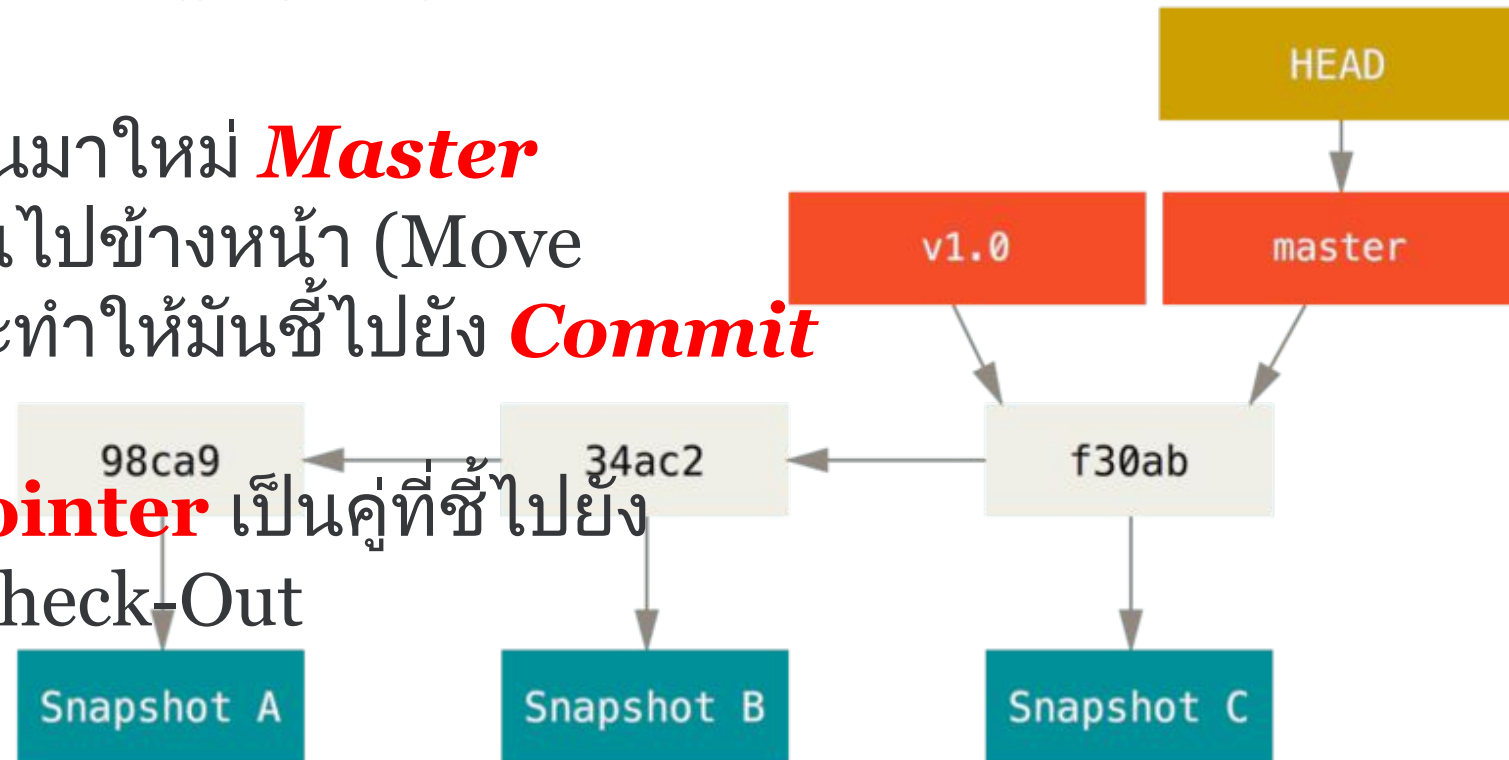 HEAD
นมาใหม่ Master
v1.0
master
นไปข้างหน้า (Move
ะทำให้มันชี้ไปยัง Commit
98ca9
34ac2
f30ab
ointer เป็นคู่ที่ชี้ไปยัง
heck-Out
Snapshot A
Snapshot B
Snapshot C